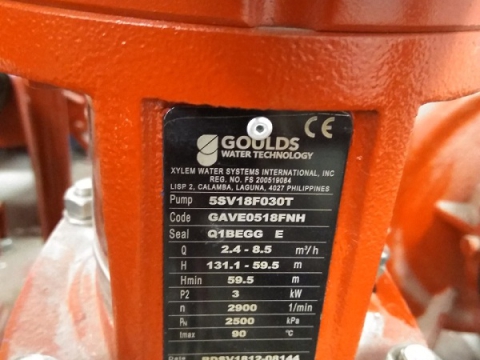 GOULDS CE
WATER TECHNOLOGY
XYLEM WATER SYSTEMS INTERNATIONAL, INC
REG. NO. FS 200519064
LISP 2, CALAMBA, LAGUNA, 4027 PHILIPPINES
Pump 5SV18F030T
Code GAVE0518FNH
Seal Q1BEGG E
Q 2.4 - 8.5 m³/h
H 131.1 - 59.5 m
Hmin 59.5 m
P2 3 kW
n 2900 1/min
PN 2500 kPa
tmax 90 °C